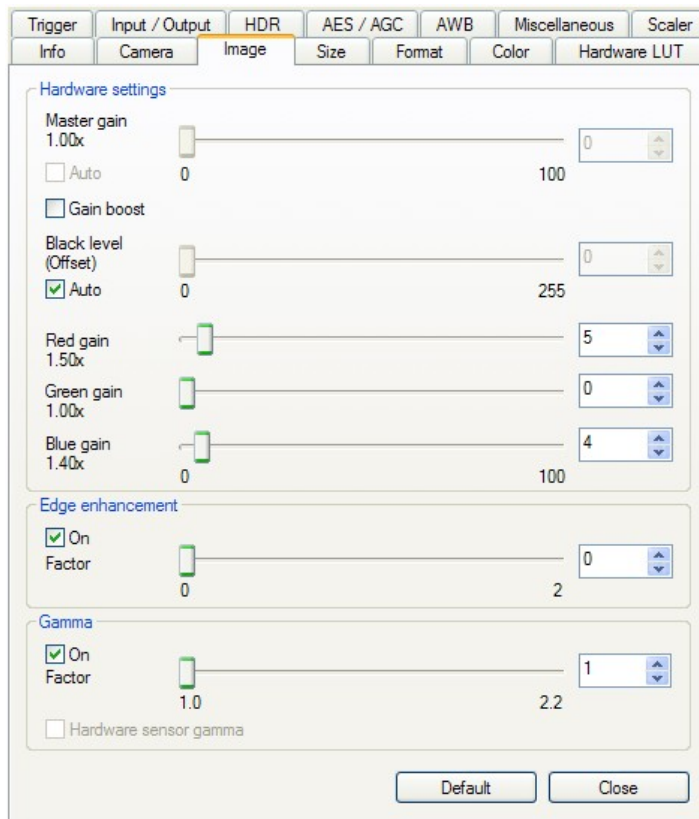 Trigger Input / Output HDR AES / AGC AWB Miscellaneous Scaler
Info Camera Image Size Format Color Hardware LUT
Hardware settings
Master gain
1.00x
0
Auto
0 100
Gain boost
Black level
(Offset)
0
Auto
0 255
Red gain
1.50x
5
Green gain
1.00x
0
Blue gain
1.40x
4
0 100
Edge enhancement
On
Factor
0
0 2
Gamma
On
Factor
1
1.0 2.2
Hardware sensor gamma
Default Close